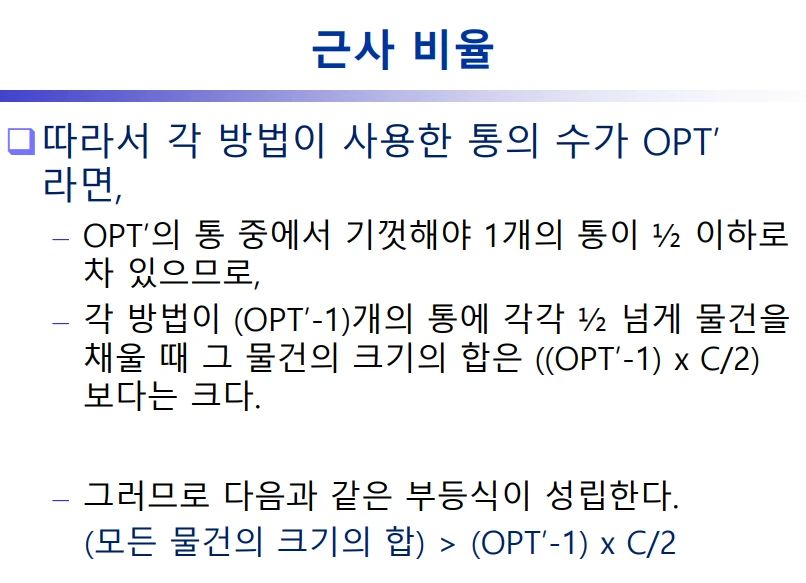 근사 비율
따라서 각 방법이 사용한 통의 수가 OPT′
라면,
– OPT′의 통 중에서 기껏해야 1개의 통이 ½ 이하로
차 있으므로,
– 각 방법이 (OPT′-1)개의 통에 각각 ½ 넘게 물건을
채울 때 그 물건의 크기의 합은 ((OPT′-1) x C/2)
보다는 크다.
– 그러므로 다음과 같은 부등식이 성립한다.
(모든 물건의 크기의 합) > (OPT′-1) x C/2